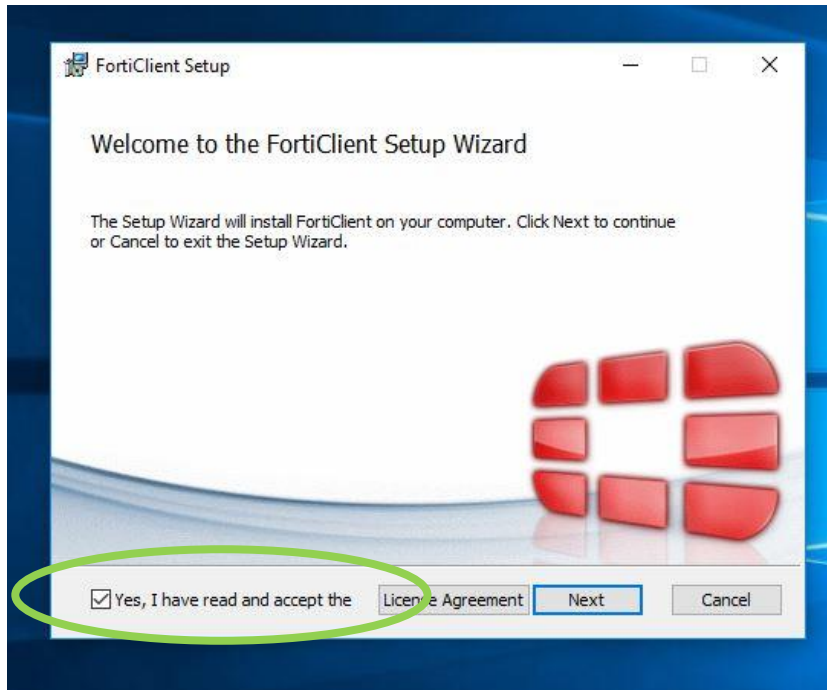 FortiClient Setup
Welcome to the FortiClient Setup Wizard
The Setup Wizard will install FortiClient on your computer. Click Next to continue
or Cancel to exit the Setup Wizard.
Yes, I have read and accept the License Agreement Next Cancel